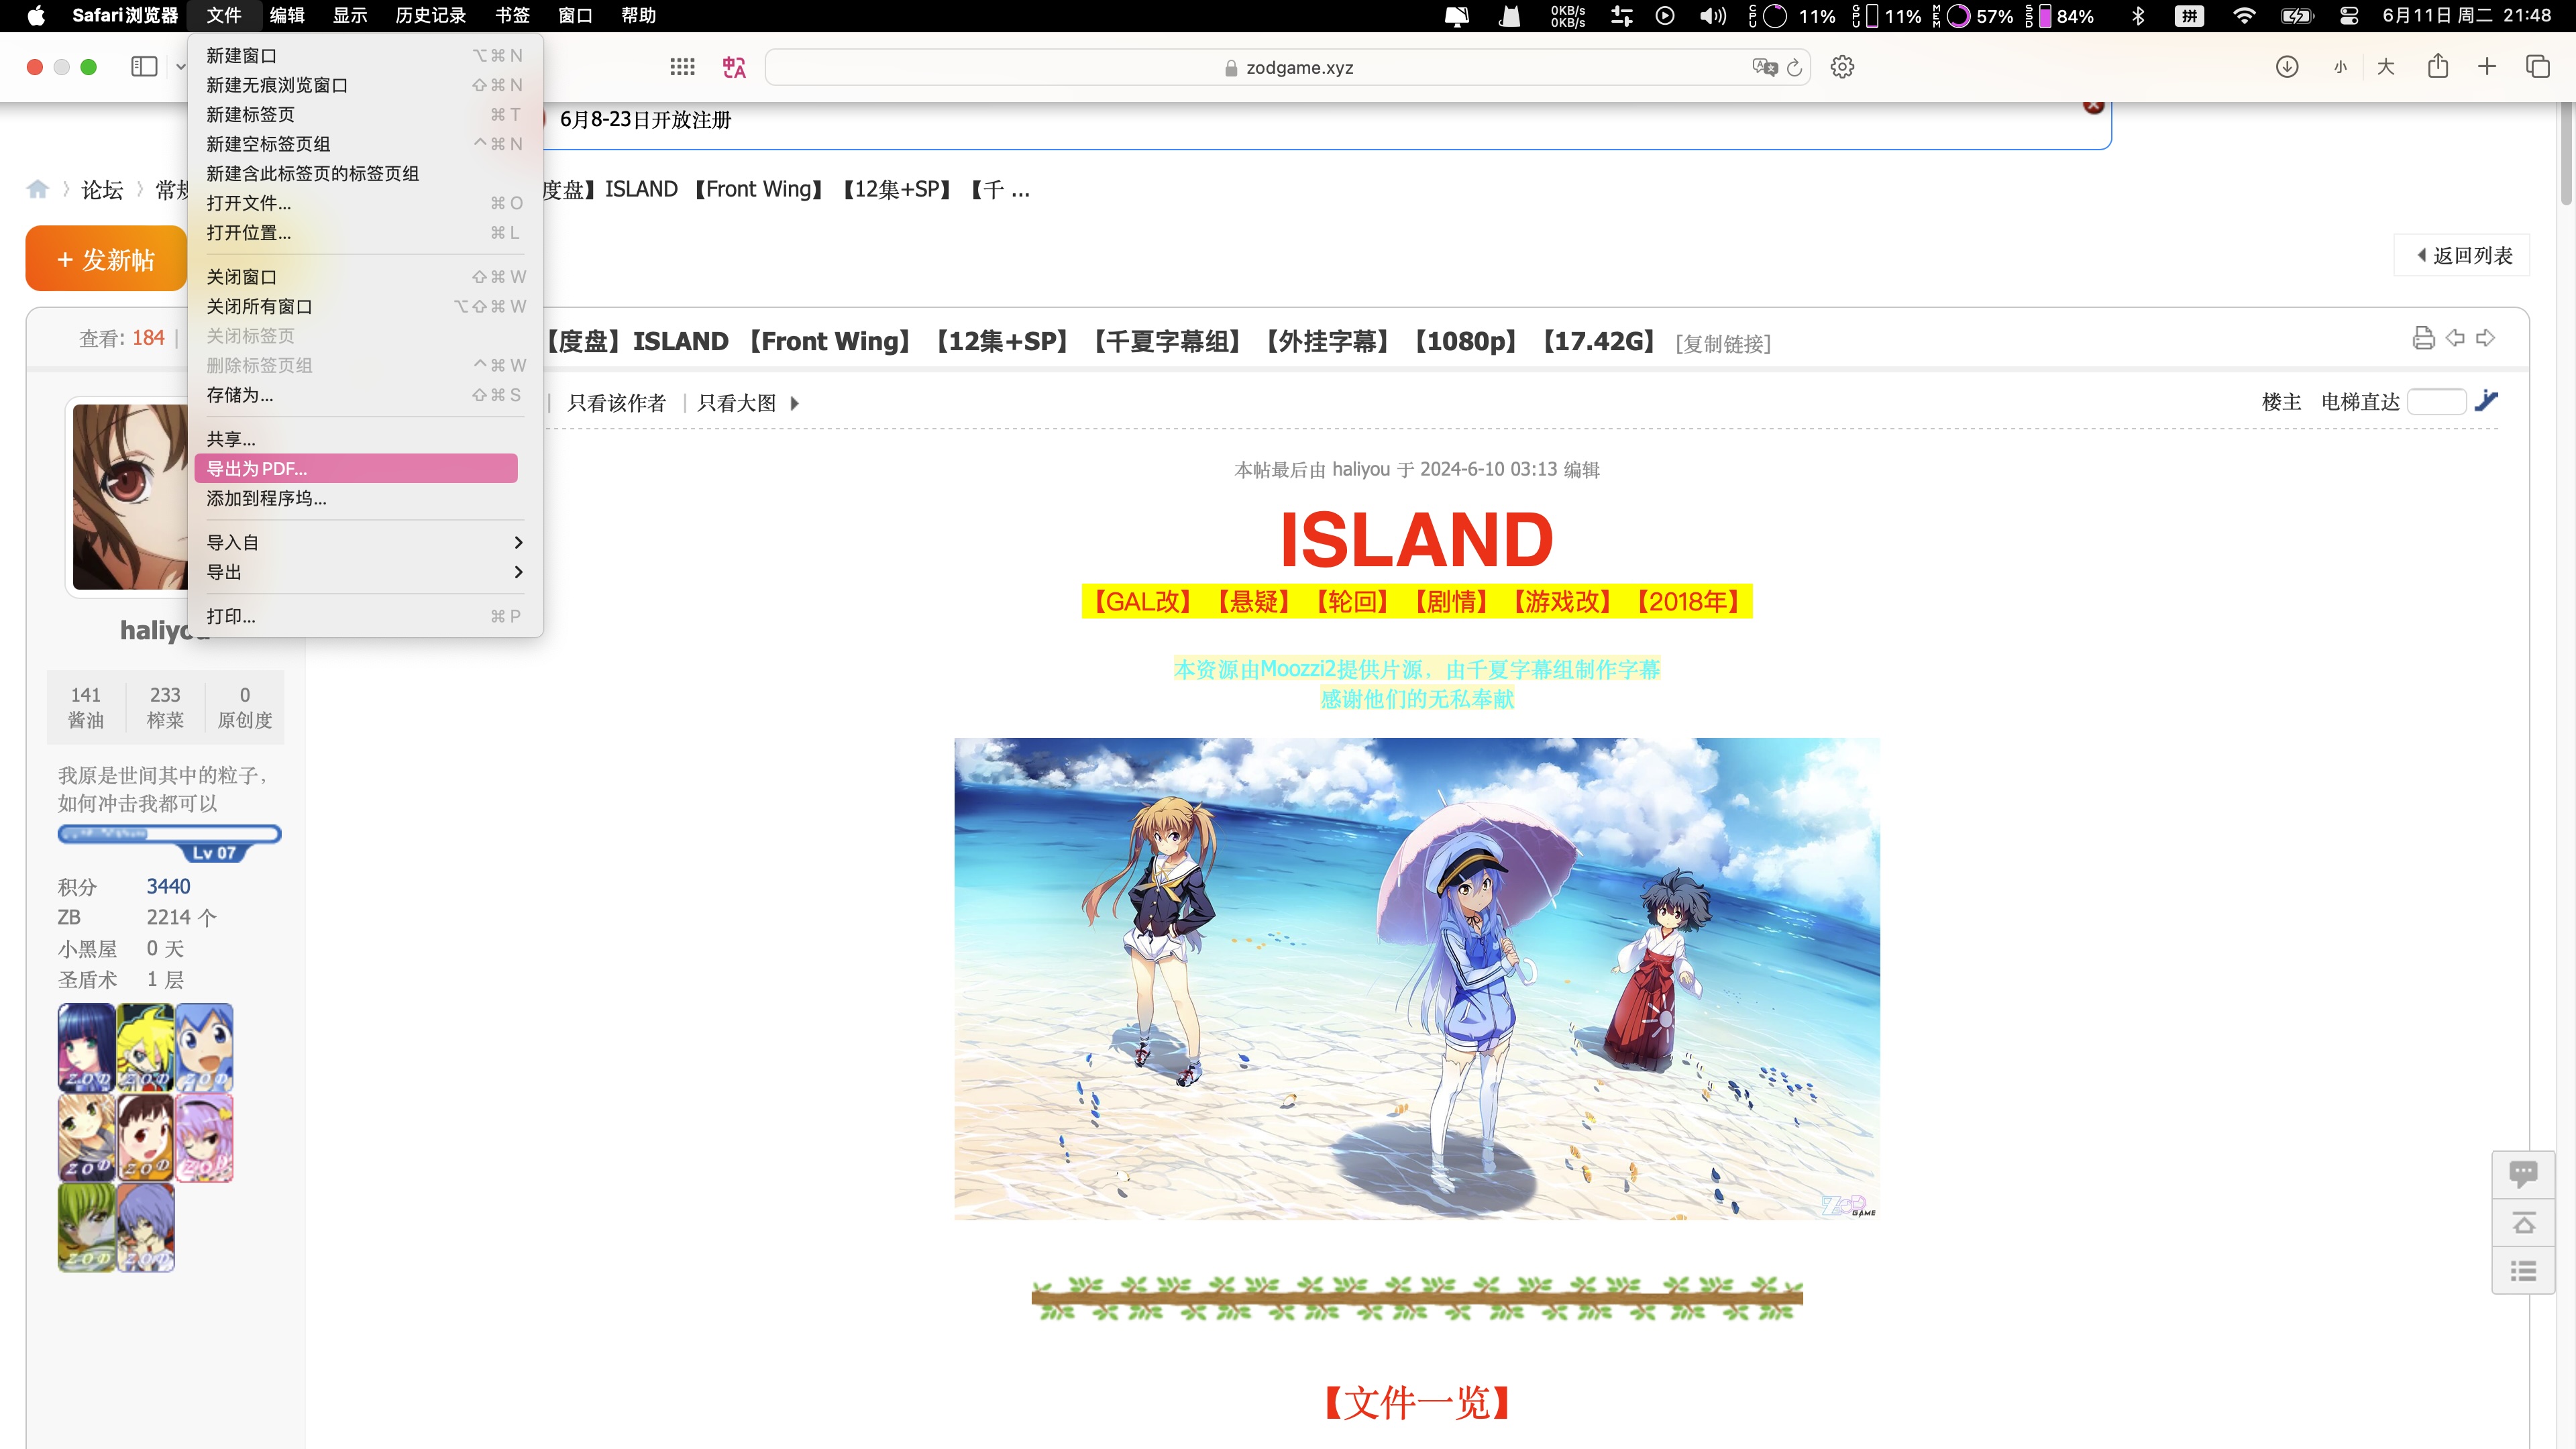 Safari浏览器 文件 编辑 显示 历史记录 书签 窗口 帮助
0KB/s
0KB/s
CPU 11% GPU 11% MEM 57% SSD 84% 拼 6月11日 周二 21:48
新建窗口 ⌥⌘N
新建无痕浏览窗口 ⇧⌘N
新建标签页 ⌘T
新建空标签页组 ^⌘N
新建含此标签页的标签页组
打开文件... ⌘O
打开位置... ⌘L
关闭窗口 ⇧⌘W
关闭所有窗口 ⌥⇧⌘W
关闭标签页
删除标签页组 ^⌘W
存储为... ⇧⌘S
共享...
导出为PDF...
添加到程序坞...
导入自
导出
打印... ⌘P
zodgame.xyz
小 大
6月8-23日开放注册
论坛 常规
度盘】ISLAND 【Front Wing】 【12集+SP】 【千 ...
+ 发新帖
返回列表
查看: 184
【度盘】ISLAND 【Front Wing】 【12集+SP】 【千夏字幕组】 【外挂字幕】 【1080p】 【17.42G】 [复制链接]
只看该作者 只看大图
楼主 电梯直达
本帖最后由 haliyou 于 2024-6-10 03:13 编辑
ISLAND
【GAL改】 【悬疑】 【轮回】 【剧情】 【游戏改】 【2018年】
本资源由Moozzi2提供片源，由千夏字幕组制作字幕
感谢他们的无私奉献
ZOD
GAME
【文件一览】
haliyou
141 233 0
酱油 榨菜 原创度
我原是世间其中的粒子，
如何冲击我都可以
Lv 07
积分 3440
ZB 2214 个
小黑屋 0 天
圣盾术 1 层
ZOD ZOD ZOD
ZOD ZOD ZOD
ZOD ZOD